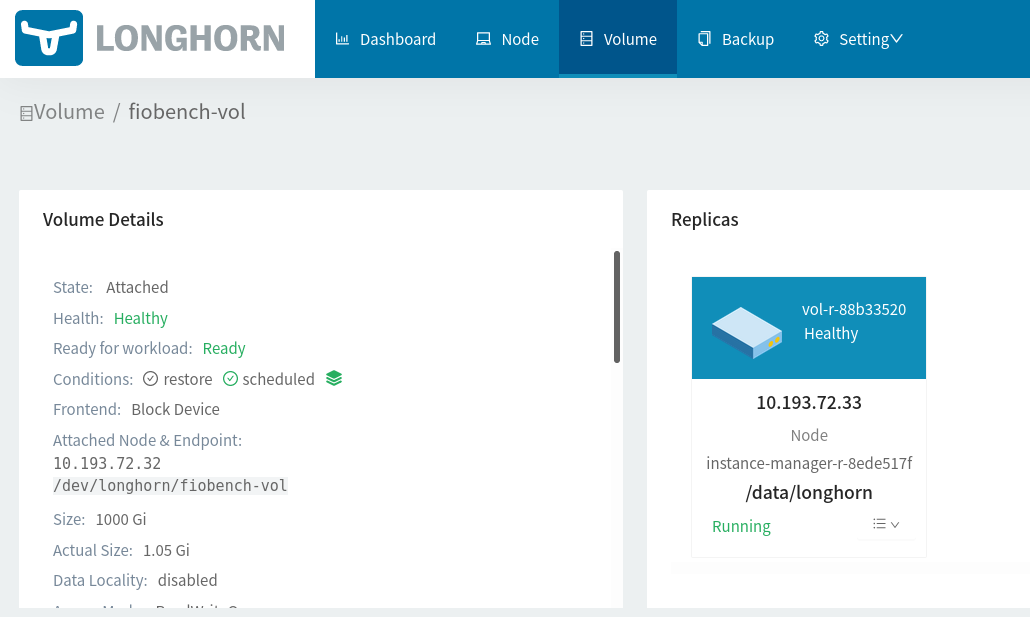 LONGHORN
Dashboard
Node
Volume
Backup
Setting
Volume / fiobench-vol
Volume Details
State: Attached
Health: Healthy
Ready for workload: Ready
Conditions: restore scheduled
Frontend: Block Device
Attached Node & Endpoint:
10.193.72.32
/dev/longhorn/fiobench-vol
Size: 1000 Gi
Actual Size: 1.05 Gi
Data Locality: disabled
Replicas
vol-r-88b33520
Healthy
10.193.72.33
Node
instance-manager-r-8ede517f
/data/longhorn
Running